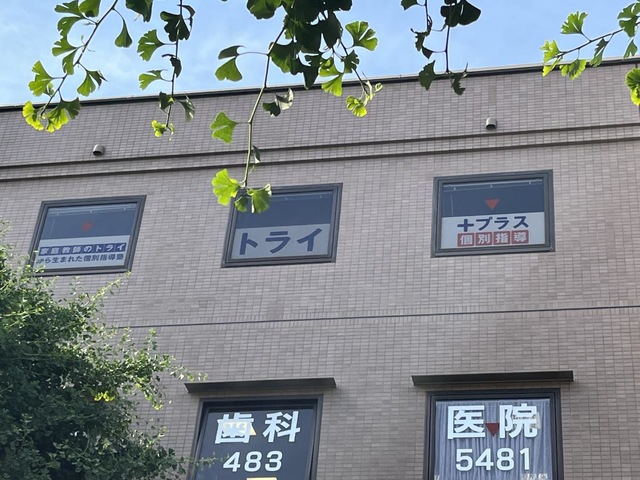 家庭教師のトライ
から生まれた個別指導塾
トライ
+プラス
個別指導
歯科
483
医院
5481